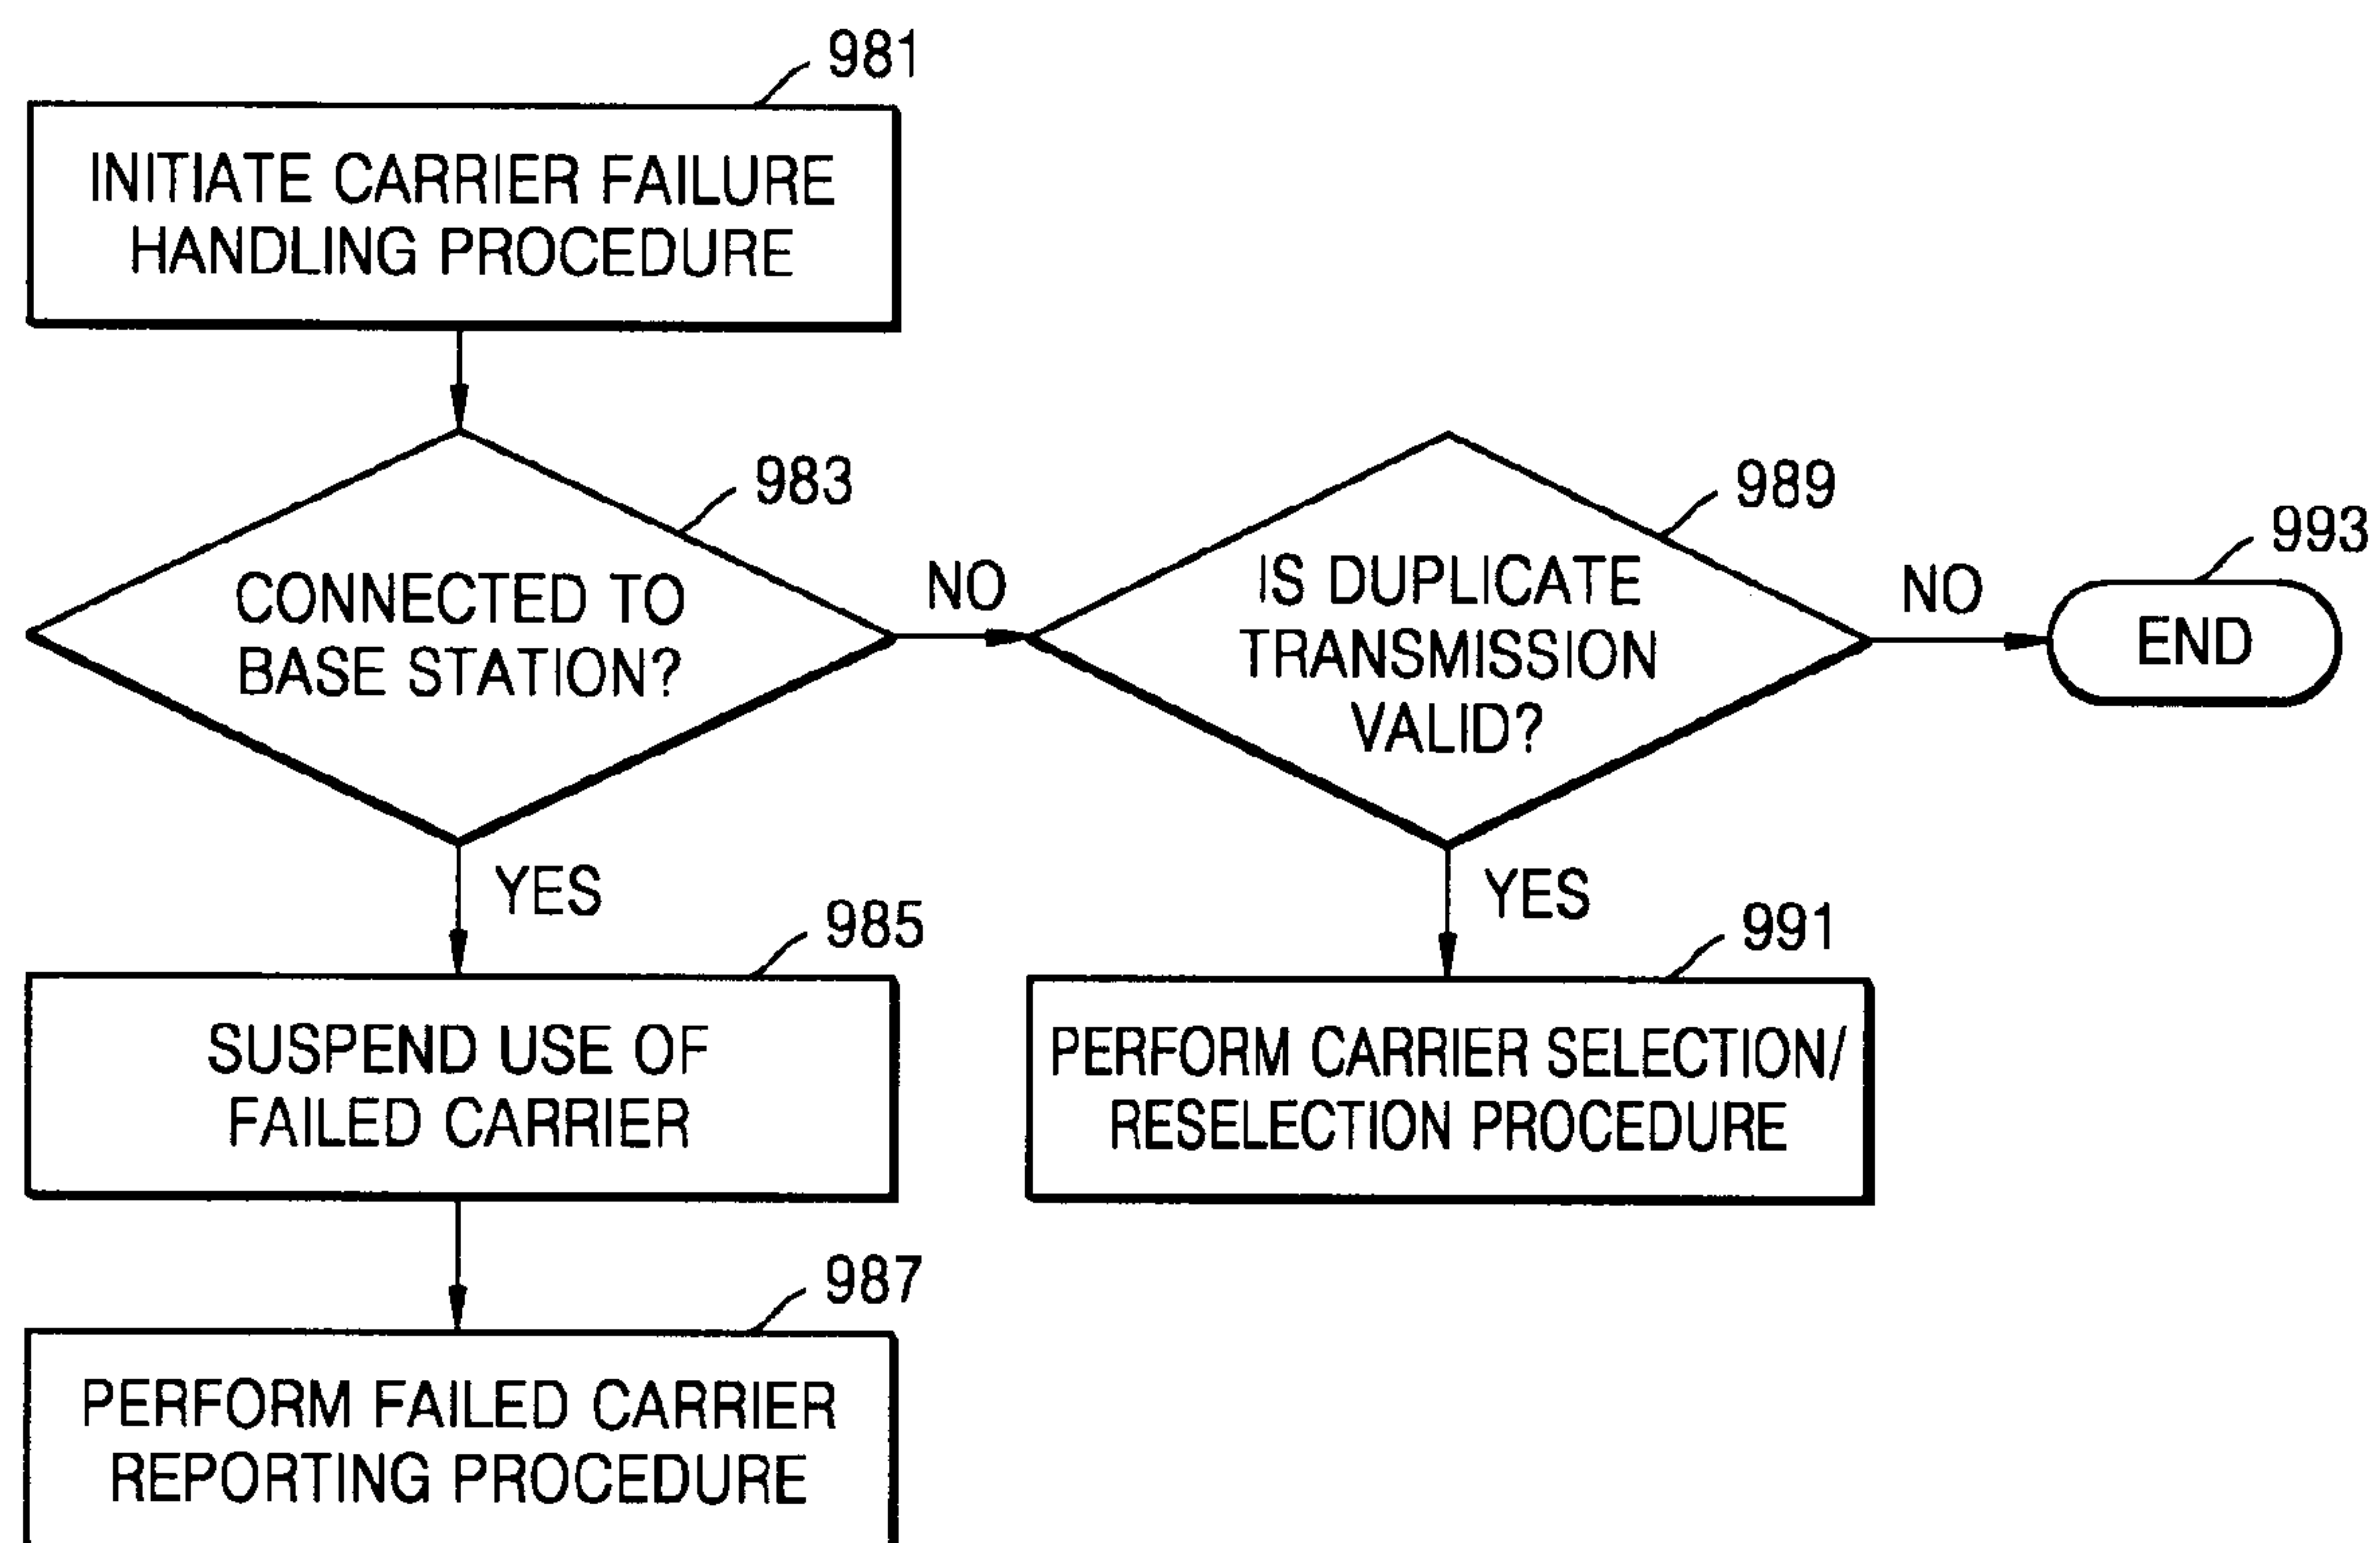 981
INITIATE CARRIER FAILURE
HANDLING PROCEDURE
983
CONNECTED TO
BASE STATION?
NO
989
IS DUPLICATE
TRANSMISSION
VALID?
NO
993
END
YES
985
SUSPEND USE OF
FAILED CARRIER
YES
991
PERFORM CARRIER SELECTION/
RESELECTION PROCEDURE
987
PERFORM FAILED CARRIER
REPORTING PROCEDURE